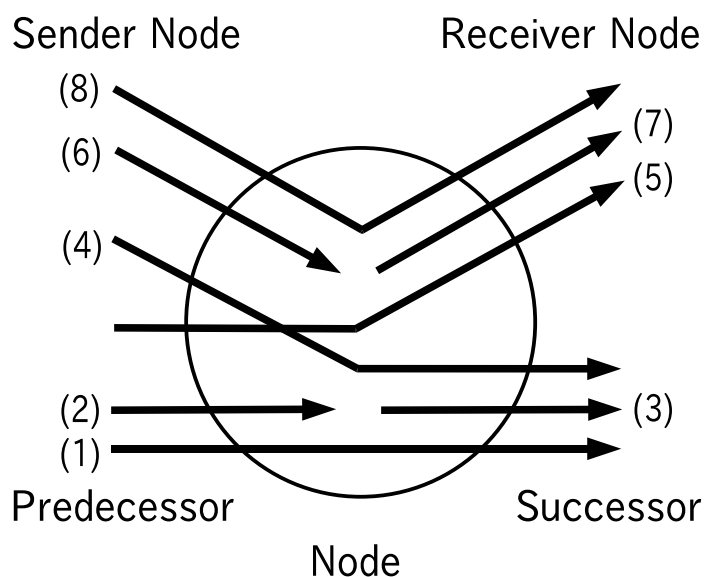 Sender Node
Receiver Node
(8)
(7)
(6)
(5)
(4)
(2)
(3)
(1)
Predecessor
Successor
Node